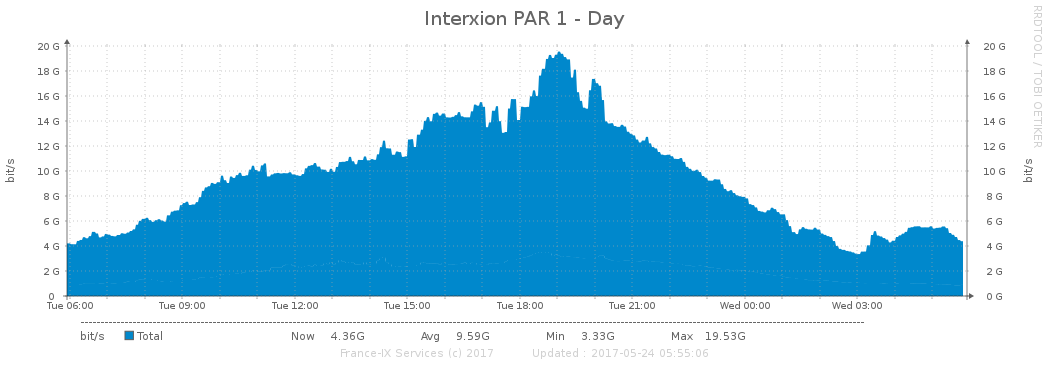 Interxion PAR 1 - Day
RRDTOOL / TOBI OETIKER
20 G 20 G
18 G 18 G
16 G 16 G
14 G 14 G
12 G 12 G
10 G 10 G
8 G 8 G
6 G 6 G
4 G 4 G
2 G 2 G
0 0 G
bit/s
bit/s
Tue 06:00 Tue 09:00 Tue 12:00 Tue 15:00 Tue 18:00 Tue 21:00 Wed 00:00 Wed 03:00
bit/s Total Now 4.36G Avg 9.59G Min 3.33G Max 19.53G
France-IX Services (c) 2017 Updated : 2017-05-24 05:55:06